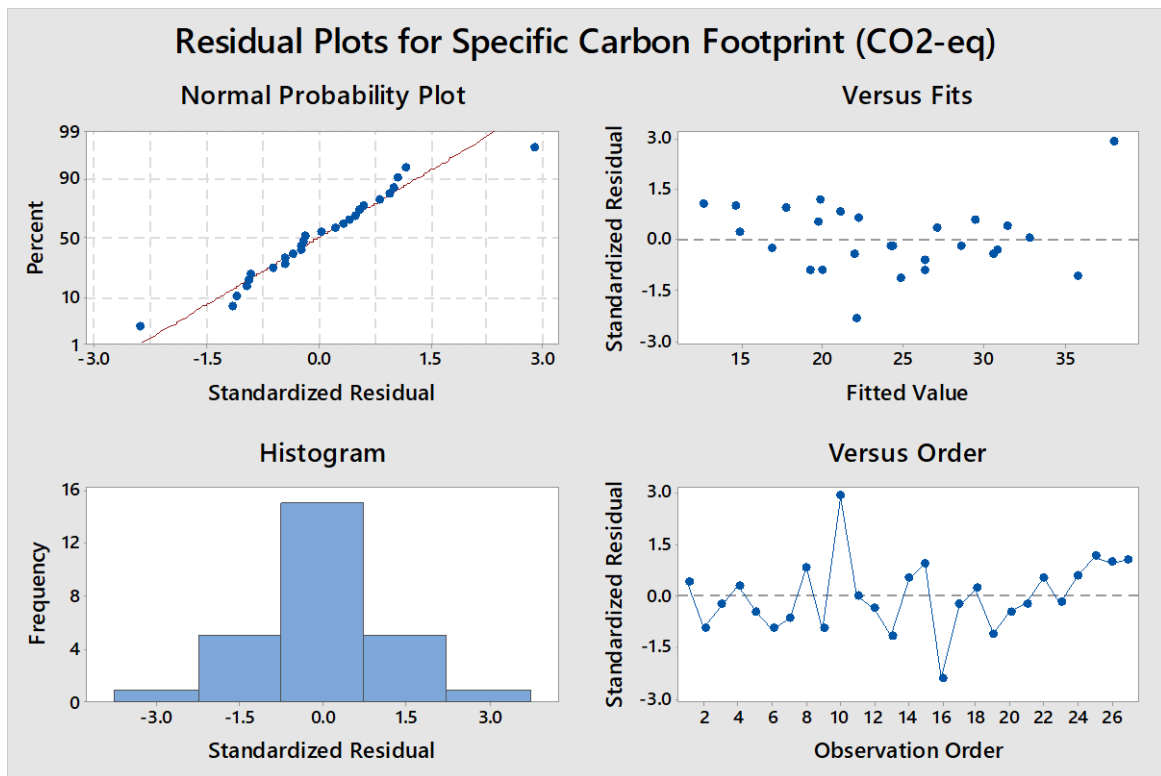 Residual Plots for Specific Carbon Footprint (CO2-eq)
Normal Probability Plot
99
90
50
10
1
Percent
-3.0 -1.5 0.0 1.5 3.0
Standardized Residual
Versus Fits
3.0
1.5
0.0
-1.5
-3.0
Standardized Residual
15 20 25 30 35
Fitted Value
Histogram
16
12
8
4
0
Frequency
-3.0 -1.5 0.0 1.5 3.0
Standardized Residual
Versus Order
3.0
1.5
0.0
-1.5
-3.0
Standardized Residual
2 4 6 8 10 12 14 16 18 20 22 24 26
Observation Order